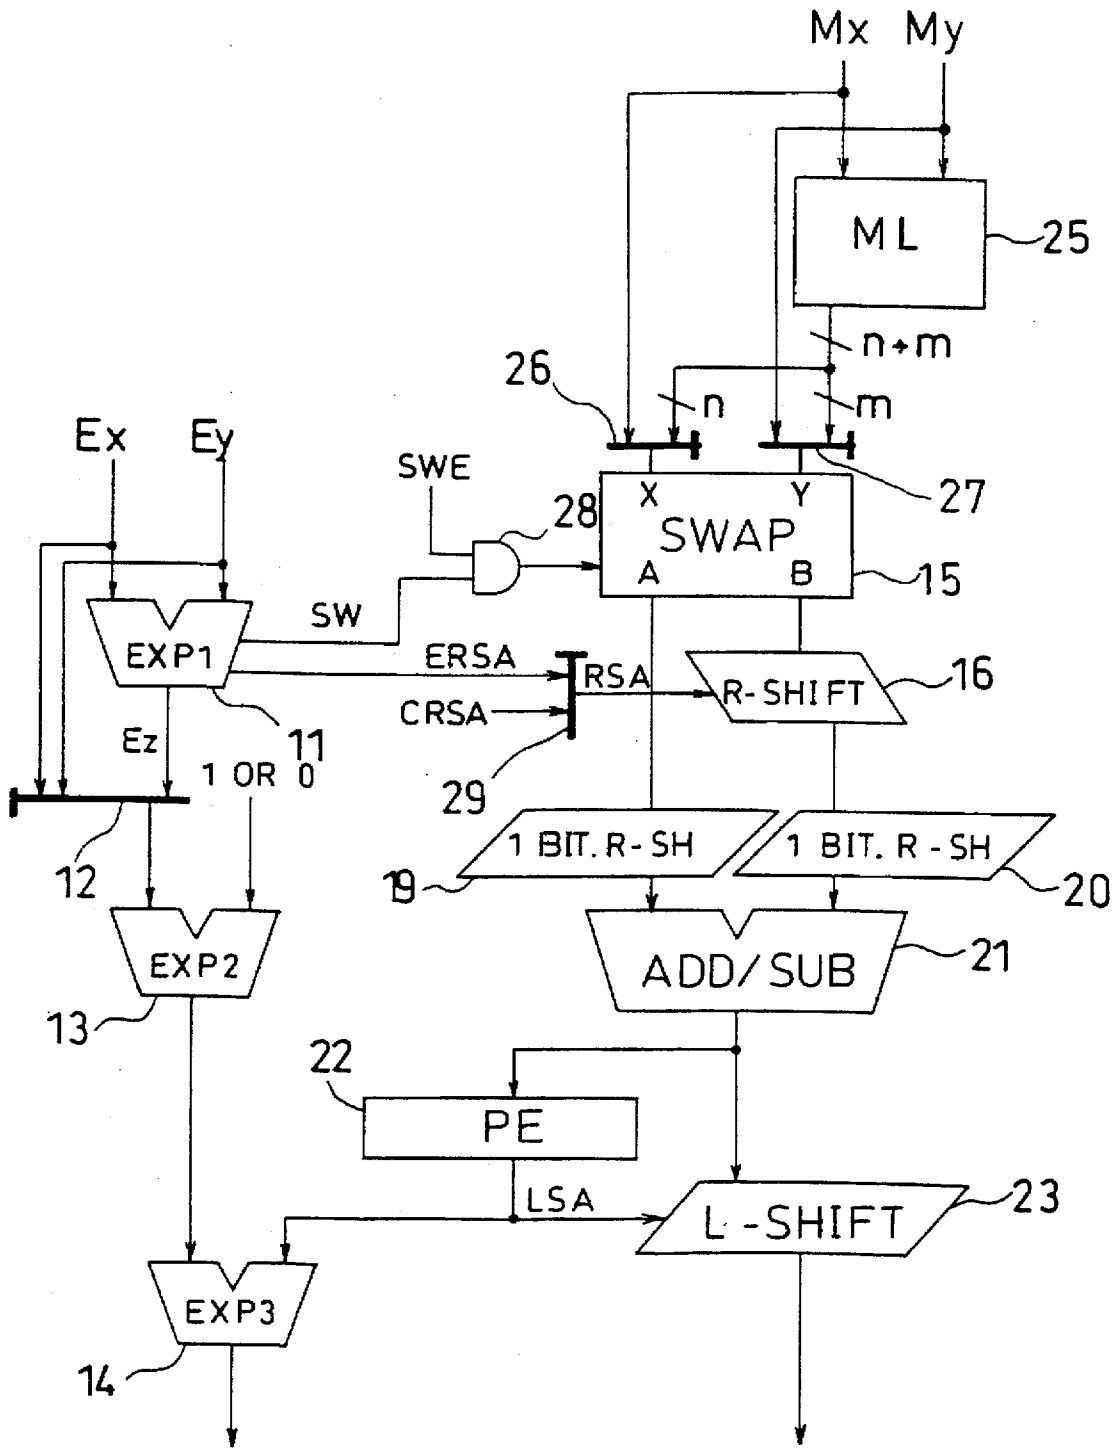 Mx My
ML
25
n+m
26
n
m
Ex Ey
SWE
28
X Y
27
SWAP
A B
15
SW
EXP1
ERSA
RSA
R-SHIFT
16
CRSA
Ez
11
1 OR 0
29
12
1 BIT. R-SH
1 BIT. R-SH
19
20
EXP2
ADD/SUB
21
13
22
PE
LSA
L-SHIFT
23
EXP3
14